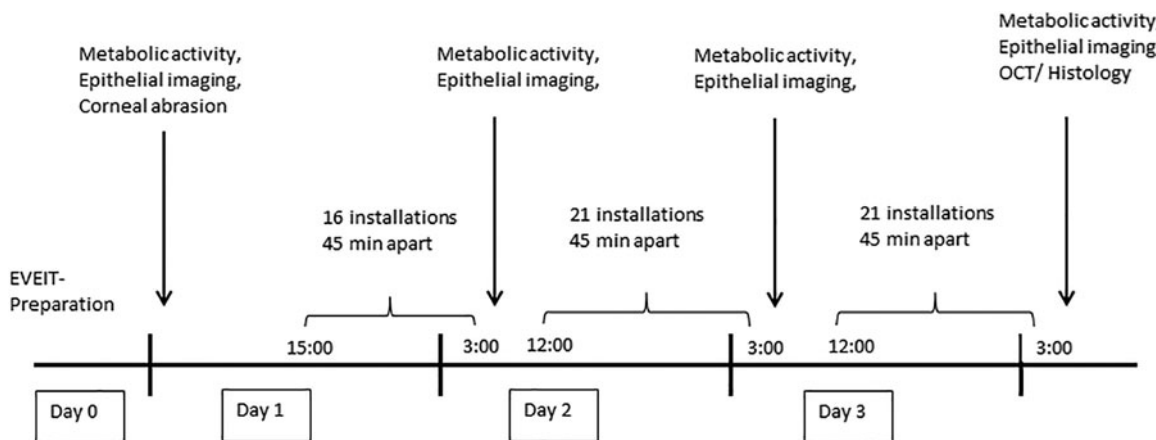 Metabolic activity,
Epithelial imaging,
Corneal abrasion
Metabolic activity,
Epithelial imaging,
Metabolic activity,
Epithelial imaging,
Metabolic activity
Epithelial imaging
OCT/ Histology
16 installations
45 min apart
21 installations
45 min apart
21 installations
45 min apart
EVEIT-
Preparation
15:00
3:00
12:00
3:00
12:00
3:00
Day 0
Day 1
Day 2
Day 3